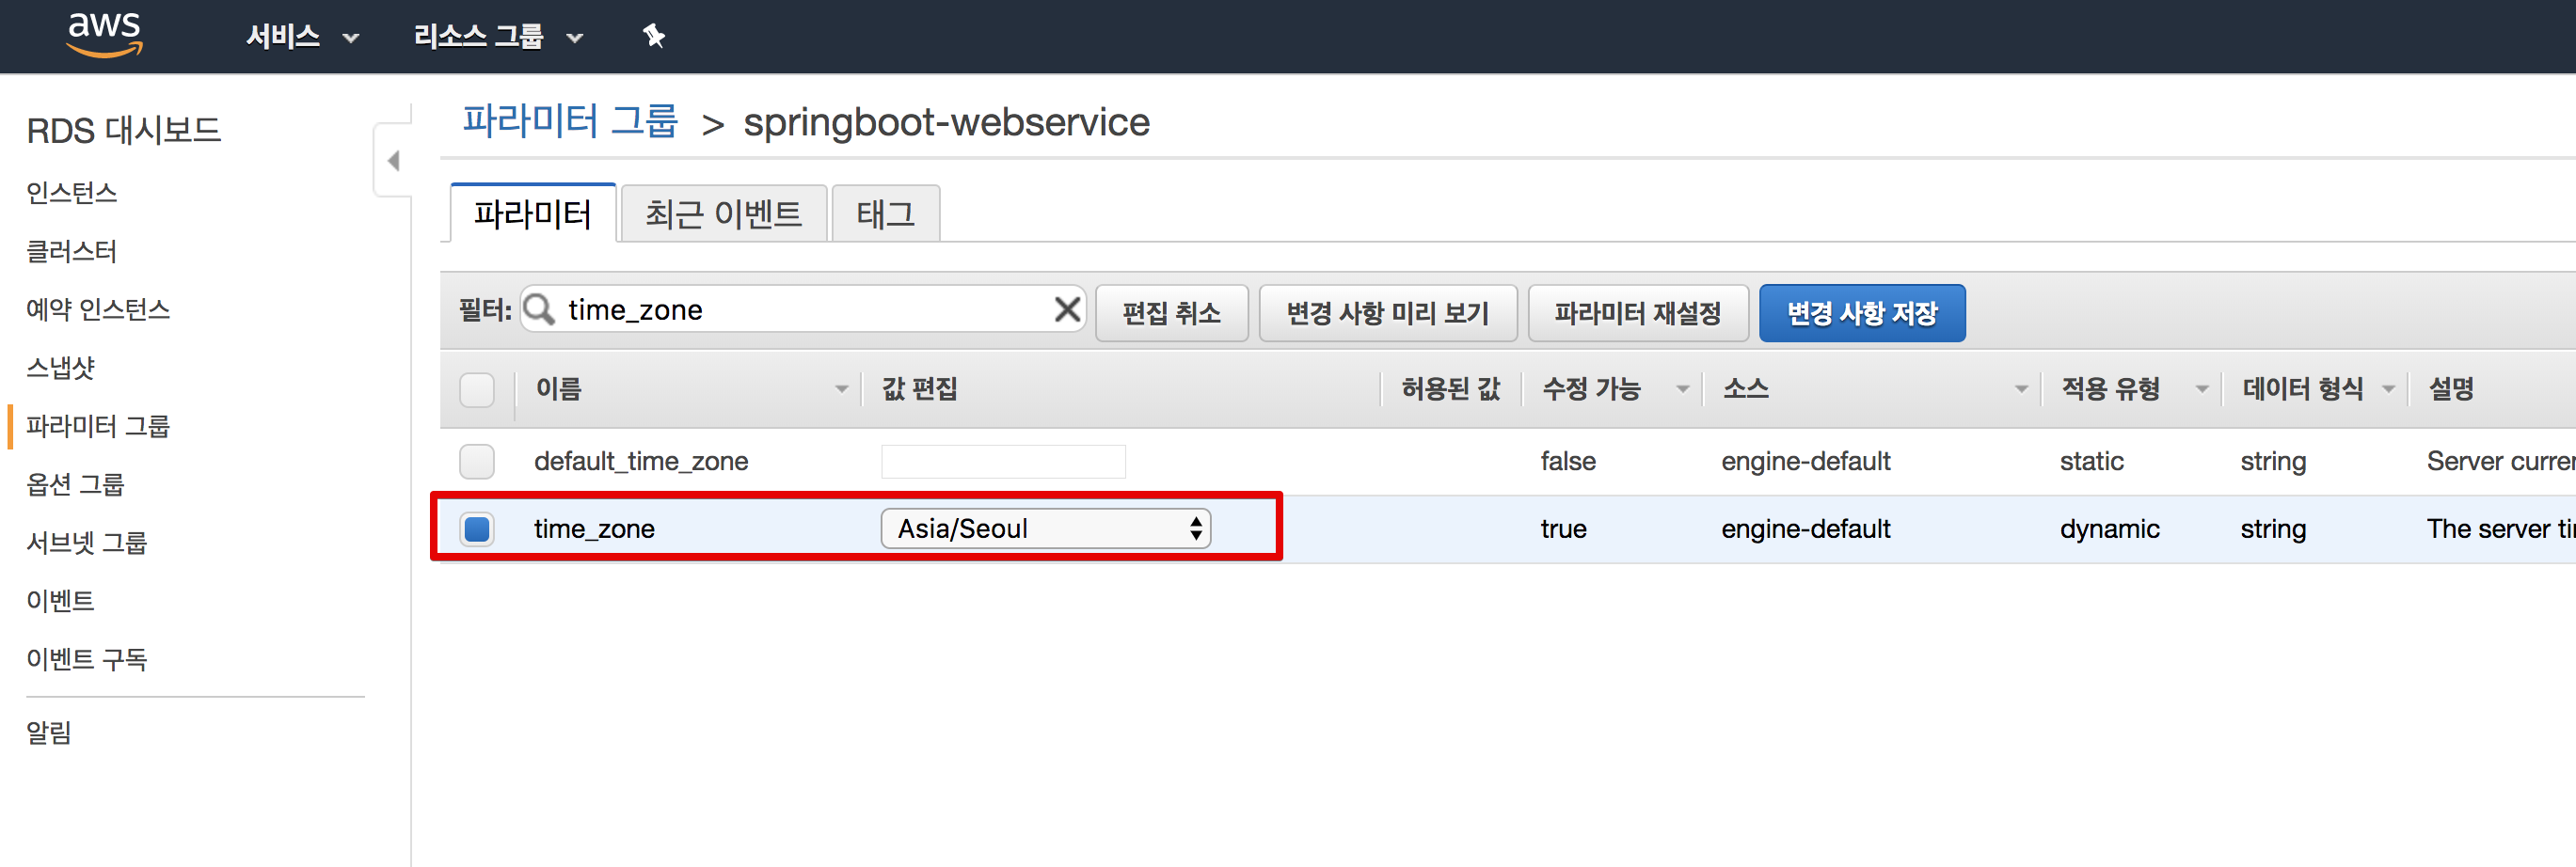 aws 서비스 리소스 그룹
RDS 대시보드
인스턴스
클러스터
예약 인스턴스
스냅샷
파라미터 그룹
옵션 그룹
서브넷 그룹
이벤트
이벤트 구독
알림
파라미터 그룹 > springboot-webservice
파라미터 최근 이벤트 태그
필터: time_zone 편집 취소 변경 사항 미리 보기 파라미터 재설정 변경 사항 저장
이름 값 편집 허용된 값 수정 가능 소스 적용 유형 데이터 형식 설명
default_time_zone false engine-default static string Server
time_zone Asia/Seoul true engine-default dynamic string The server